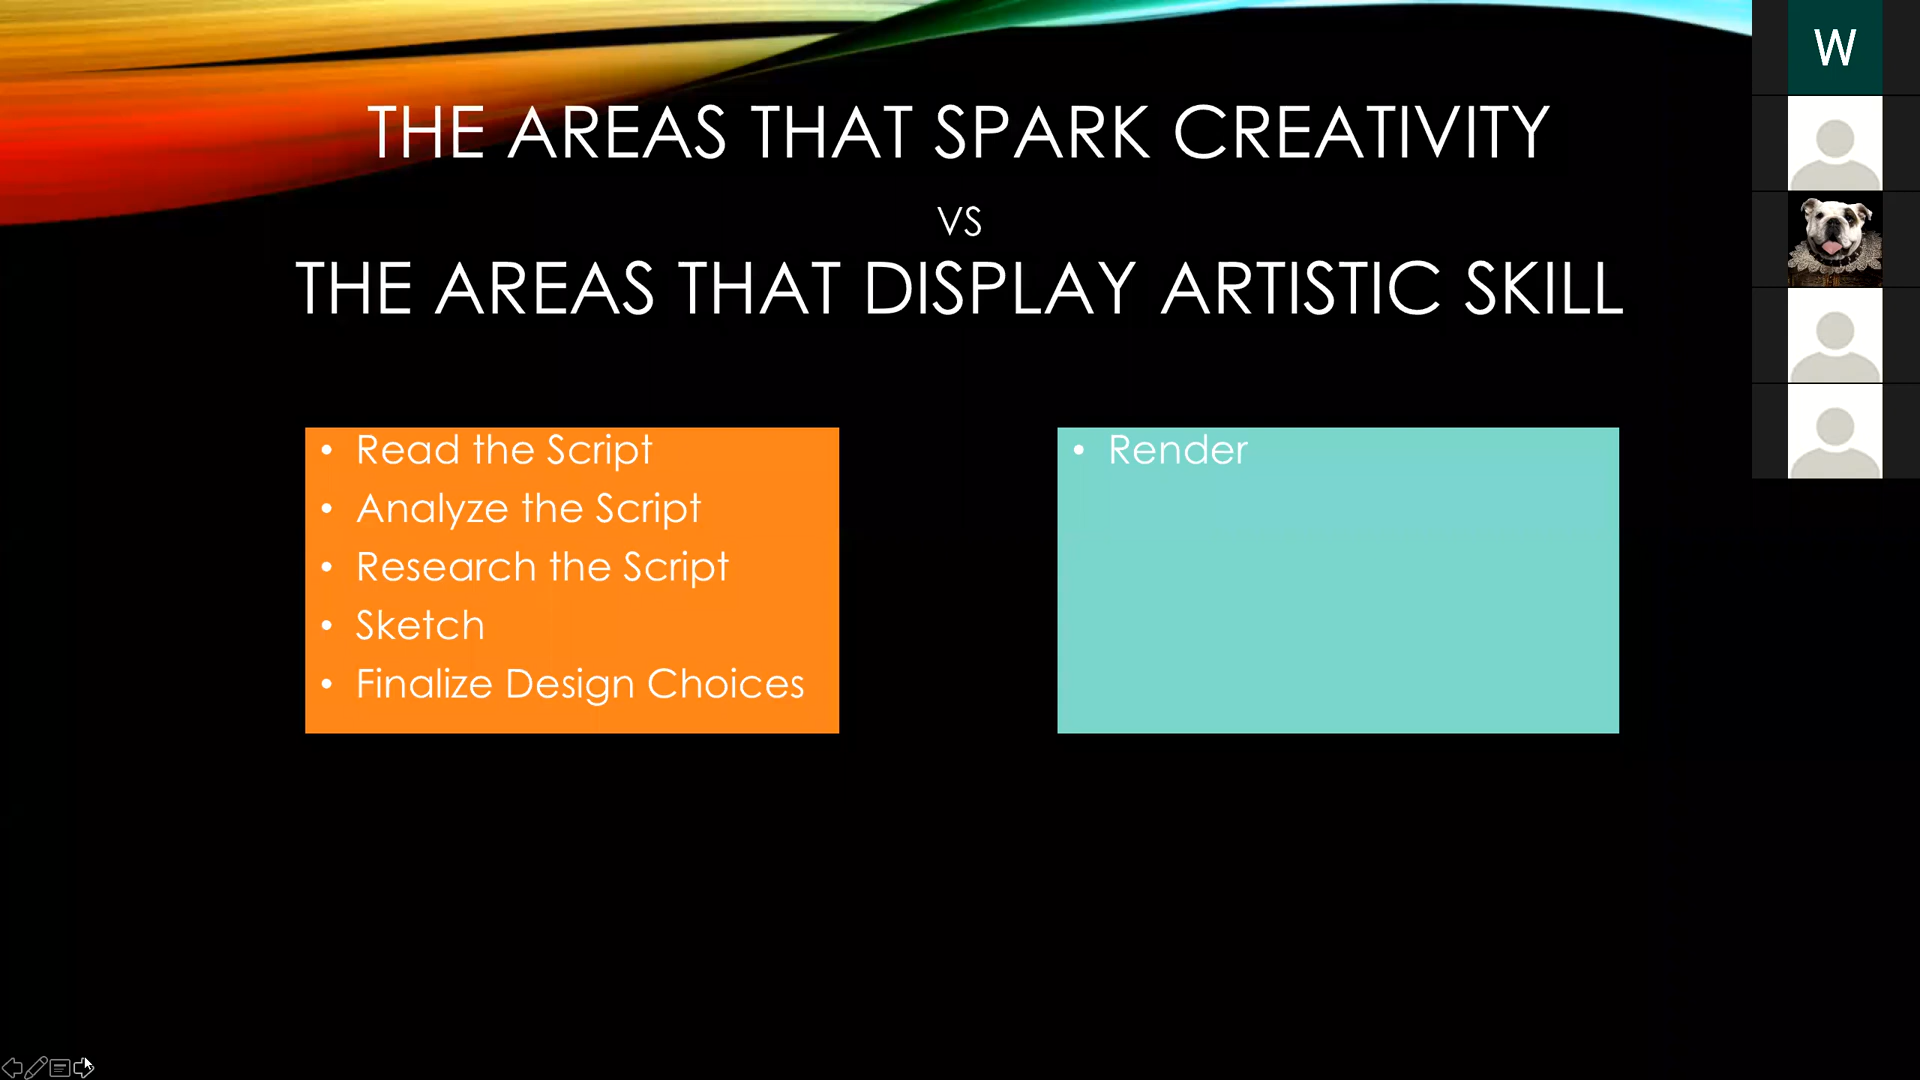 THE AREAS THAT SPARK CREATIVITY
VS
THE AREAS THAT DISPLAY ARTISTIC SKILL
• Read the Script
• Analyze the Script
• Research the Script
• Sketch
• Finalize Design Choices
• Render
W